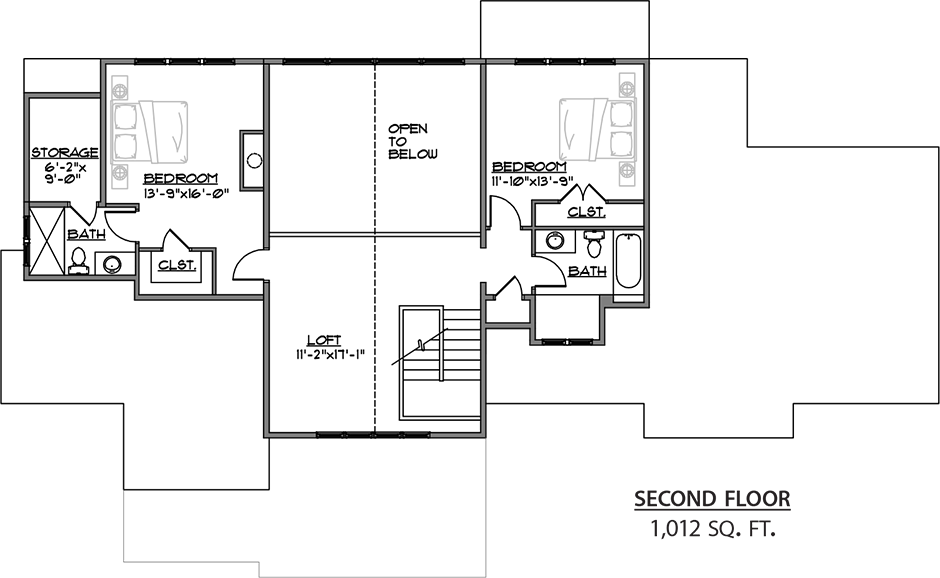 OPEN
TO
BELOW
STORAGE
6'-2"x
9'-0"
BEDROOM
13'-9"x16'-0"
BEDROOM
11'-10"x13'-9"
CLST.
BATH
CLST.
BATH
LOFT
11'-2"x17'-1"
SECOND FLOOR
1,012 SQ. FT.